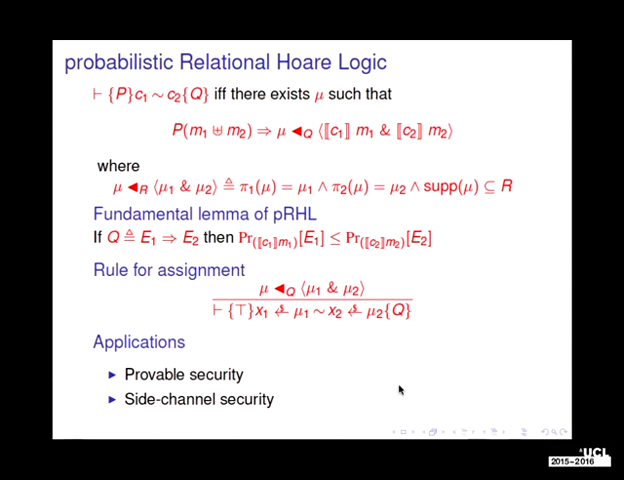 probabilistic Relational Hoare Logic
⊢ {P}c₁ ∼ c₂{Q} iff there exists μ such that
P(m₁ ⊎ m₂) ⇒ μ ◄_Q ⟨⟦c₁⟧ m₁ & ⟦c₂⟧ m₂⟩
where
μ ◄_R ⟨μ₁ & μ₂⟩ ≜ π₁(μ) = μ₁ ∧ π₂(μ) = μ₂ ∧ supp(μ) ⊆ R
Fundamental lemma of pRHL
If Q ≜ E₁ ⇒ E₂ then Pr_(⟦c₁⟧m₁)[E₁] ≤ Pr_(⟦c₂⟧m₂)[E₂]
Rule for assignment
μ ◄_Q ⟨μ₁ & μ₂⟩
⊢ {⊤}x₁ <-$ μ₁ ∼ x₂ <-$ μ₂{Q}
Applications
▶ Provable security
▶ Side-channel security
UCL
2015–2016